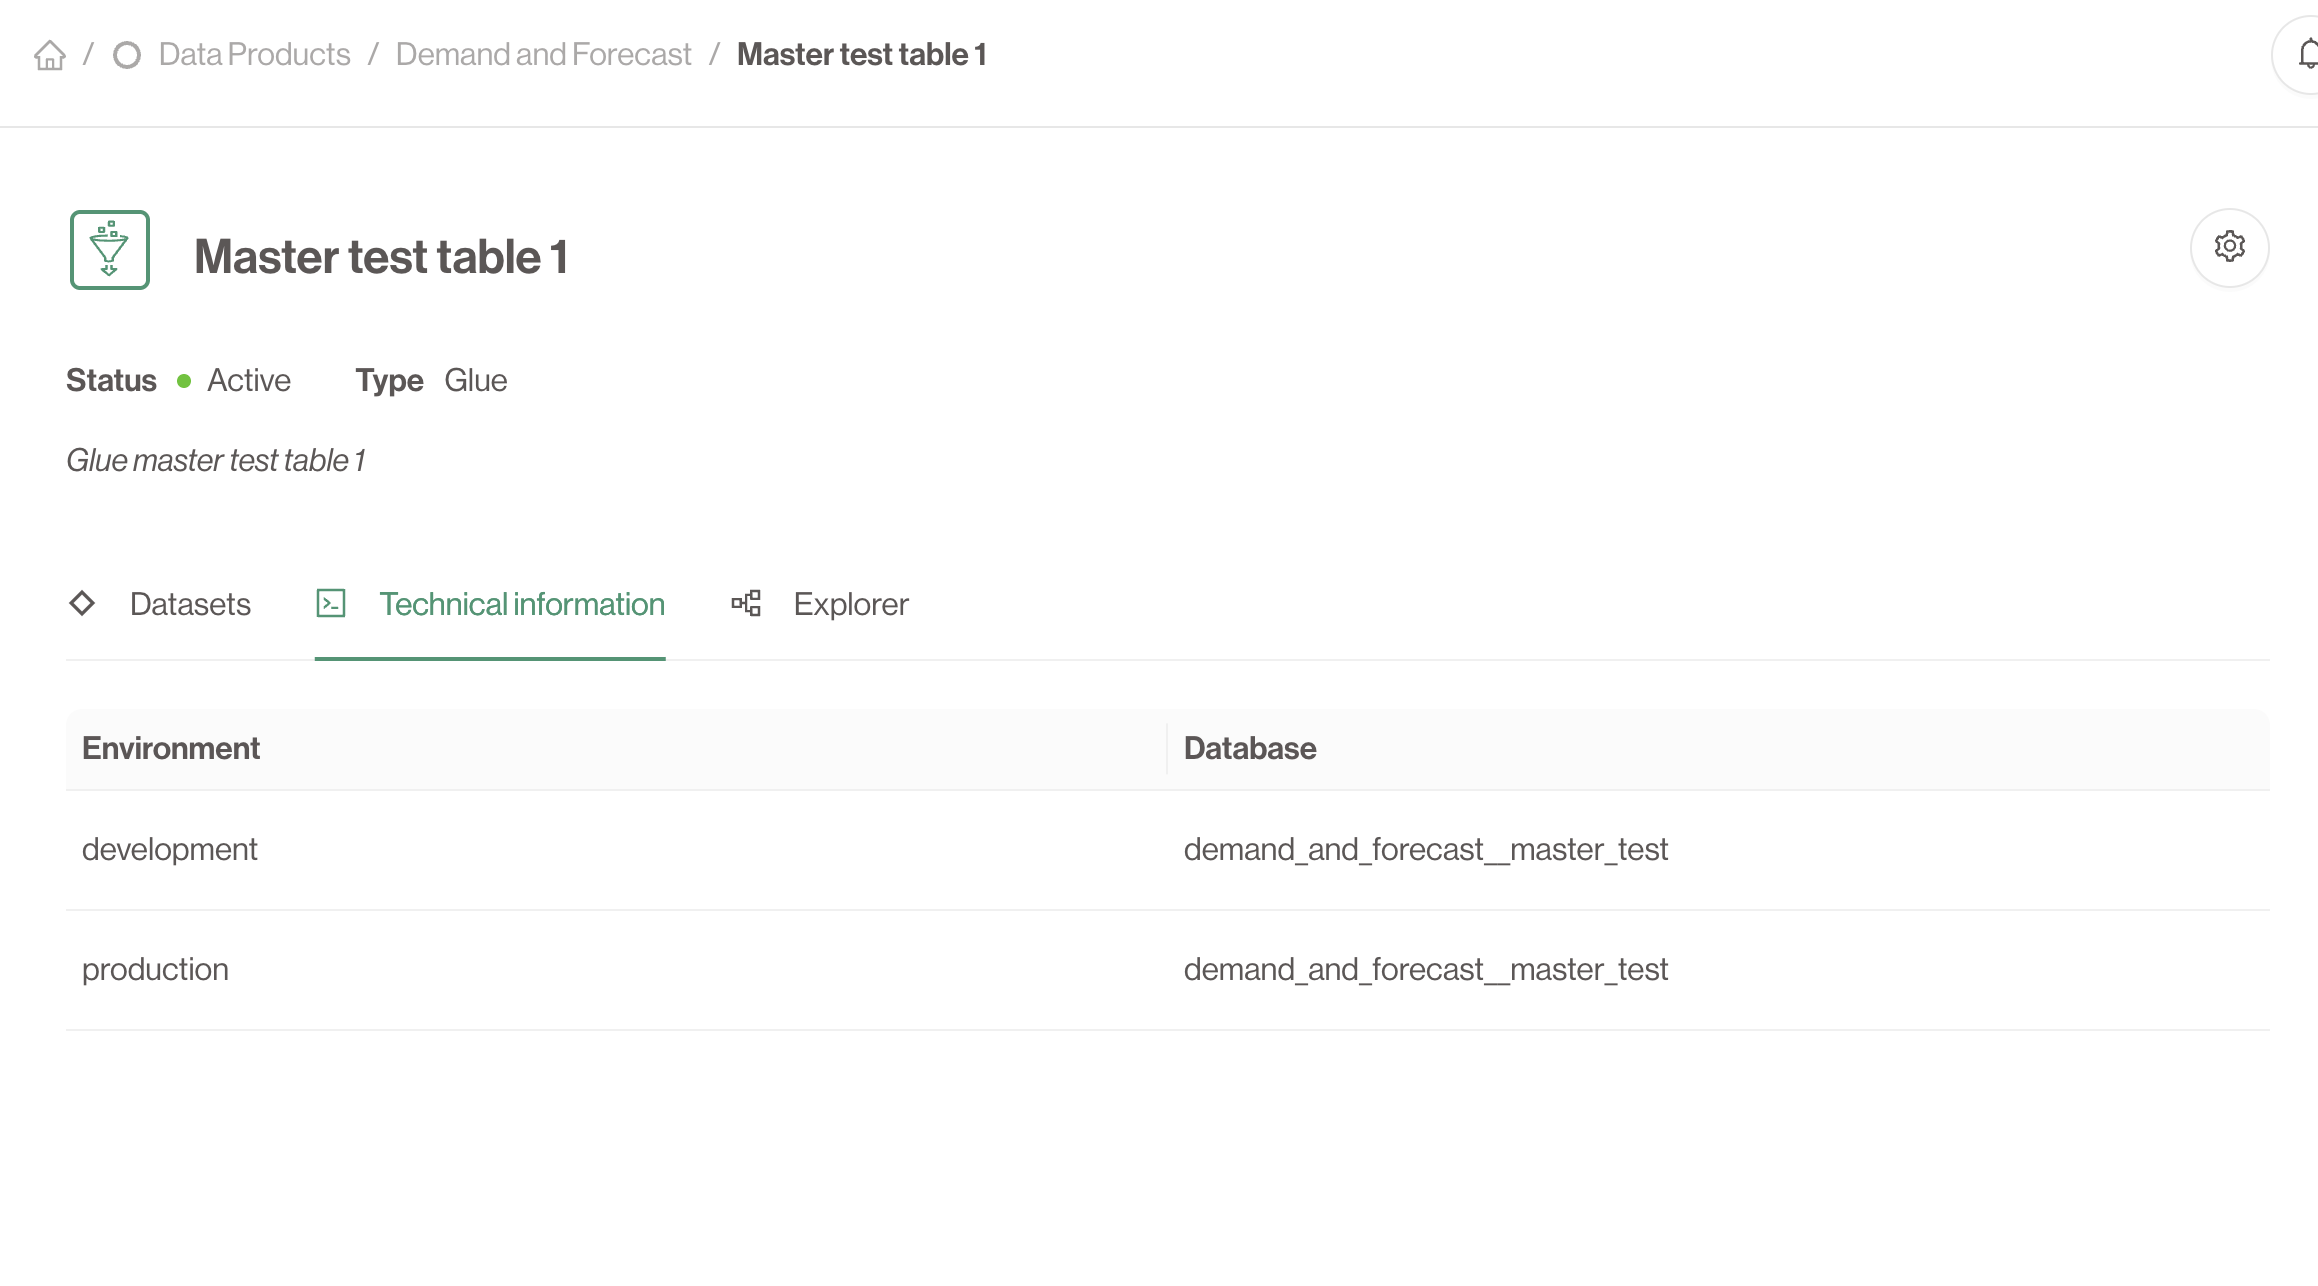 / Data Products / Demand and Forecast / Master test table 1
Master test table 1
Status Active Type Glue
Glue master test table 1
Datasets Technical information Explorer
Environment Database
development demand_and_forecast__master_test
production demand_and_forecast__master_test